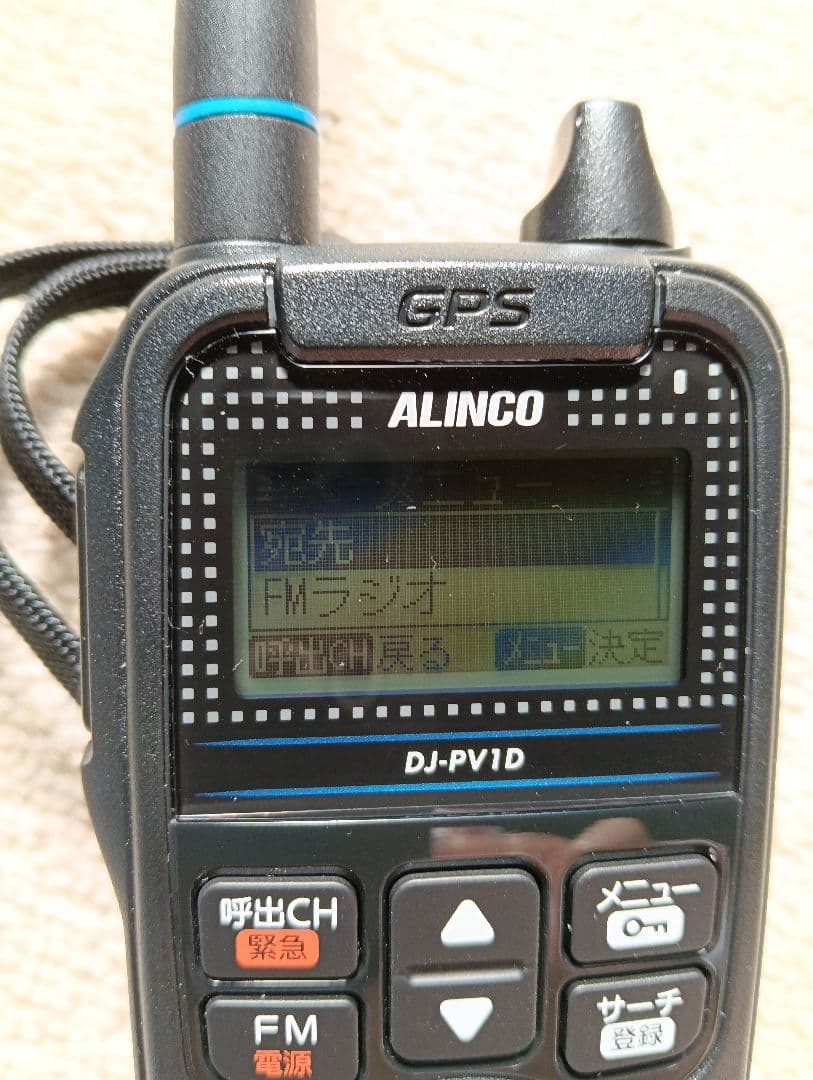 GPS
ALINCO
メニュー
宛先
FMラジオ
呼出CH 戻る メニュー 決定
DJ-PV1D
呼出CH
緊急
メニュー
FM
電源
サーチ
登録